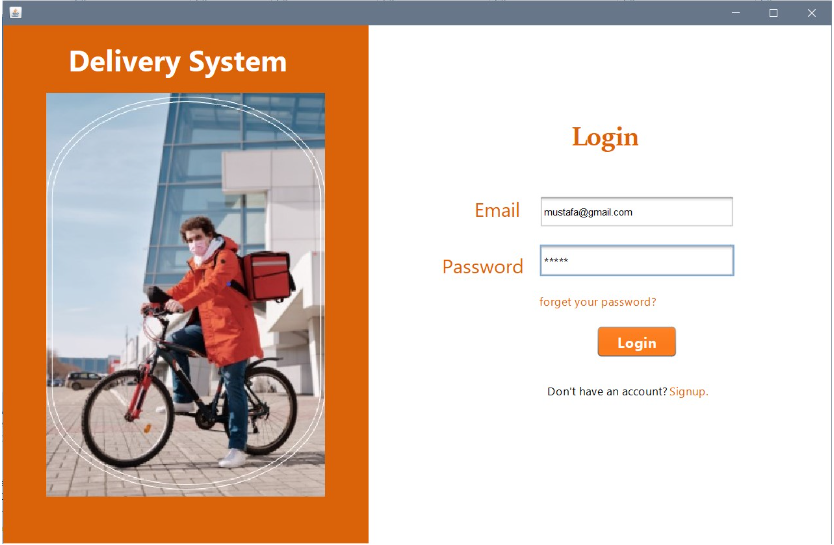 Delivery System
Login
Email
mustafa@gmail.com
Password
*****
forget your password?
Login
Don't have an account? Signup.